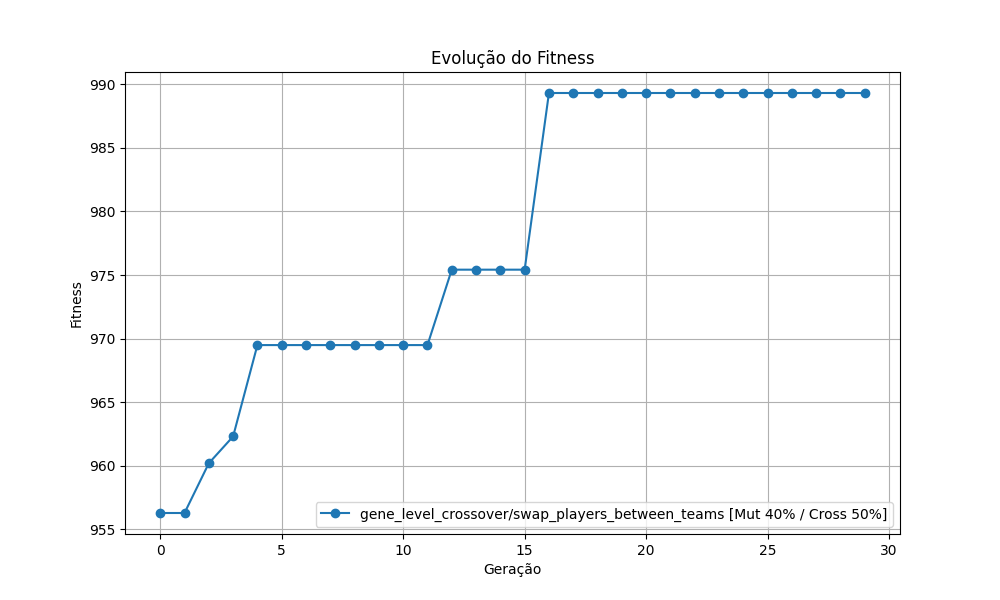 Evolução do Fitness
Fitness
990
985
980
975
970
965
960
955
gene_level_crossover/swap_players_between_teams [Mut 40% / Cross 50%]
0 5 10 15 20 25 30
Geração